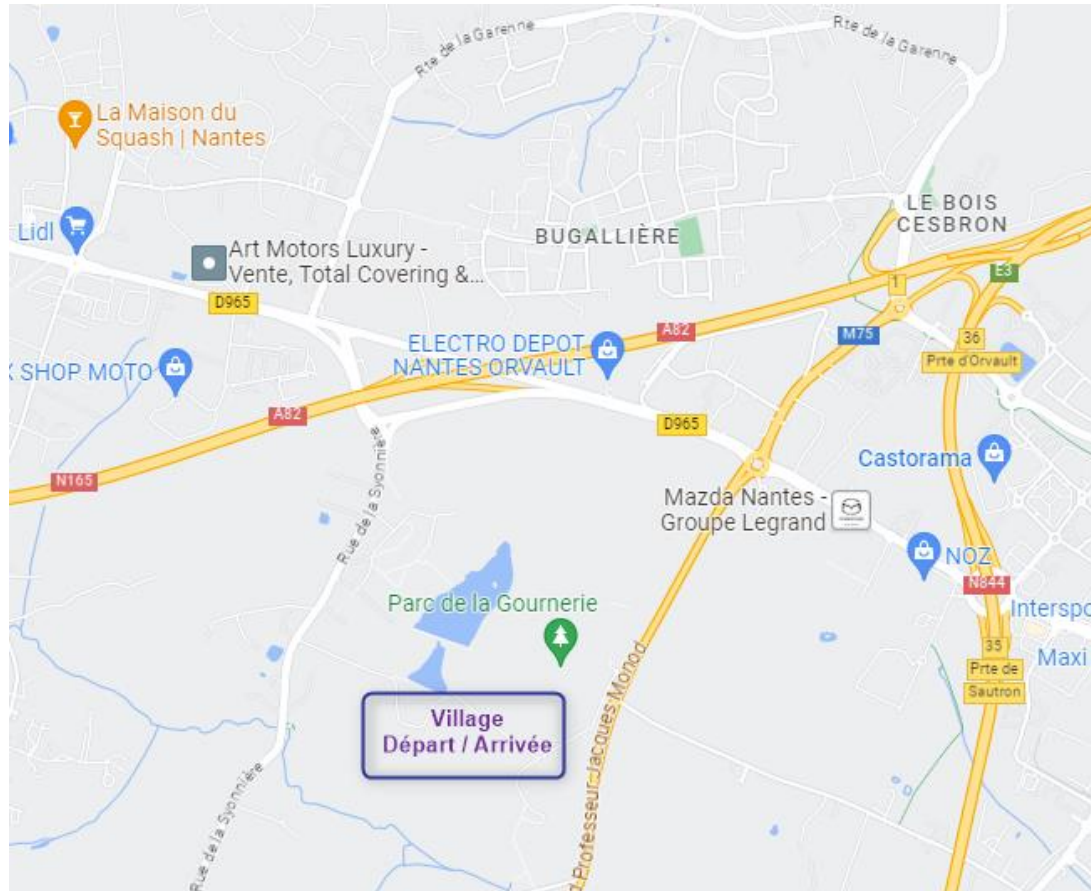 Rte de la Garenne
Rte de la Garenne
La Maison du
Squash | Nantes
LE BOIS
CESBRON
Lidl
BUGALLIÈRE
Art Motors Luxury -
Vente, Total Covering &...
E3
1
D965
A82
M75
36
Prte d'Orvault
ELECTRO DEPOT
NANTES ORVAULT
SHOP MOTO
A82
D965
Rue de la Syonnière
Castorama
N165
Mazda Nantes -
Groupe Legrand
NOZ
N844
Parc de la Gournerie
Interspo
35
Prte de
Sautron
Maxi
Village
Départ / Arrivée
Professeur Jacques Monod
Rue de la Syonnière